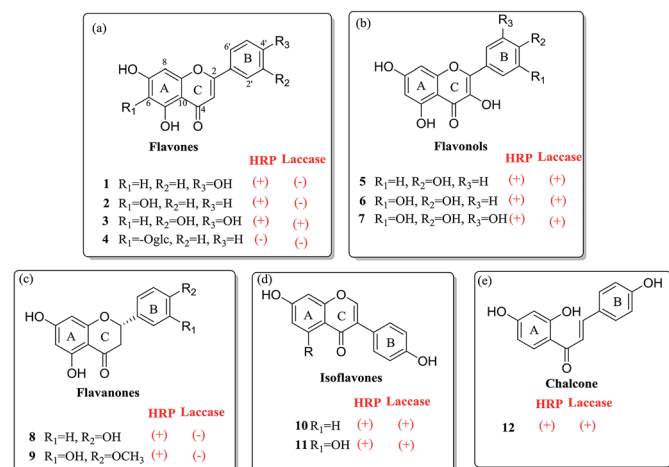 (a)
HO
8
O
2
6'
B
4'
R3
R2
2'
A
C
R1
6
10
4
OH
O
Flavones
HRP Laccase
1 R1=H, R2=H, R3=OH (+) (-)
2 R1=OH, R2=H, R3=H (+) (-)
3 R1=H, R2=OH, R3=OH (+) (+)
4 R1=-Oglc, R2=H, R3=H (-) (-)
(b)
R3
R2
B
R1
HO
O
A
C
OH
OH
O
Flavonols
HRP Laccase
5 R1=H, R2=OH, R3=H (+) (+)
6 R1=OH, R2=OH, R3=H (+) (+)
7 R1=OH, R2=OH, R3=OH (+) (+)
(c)
R2
B
R1
HO
O
A
C
OH
O
Flavanones
HRP Laccase
8 R1=H, R2=OH (+) (-)
9 R1=OH, R2=OCH3 (+) (-)
(d)
HO
O
A
C
R
O
B
OH
Isoflavones
HRP Laccase
10 R1=H (+) (+)
11 R1=OH (+) (+)
(e)
OH
B
HO
OH
A
O
Chalcone
HRP Laccase
12 (+) (+)